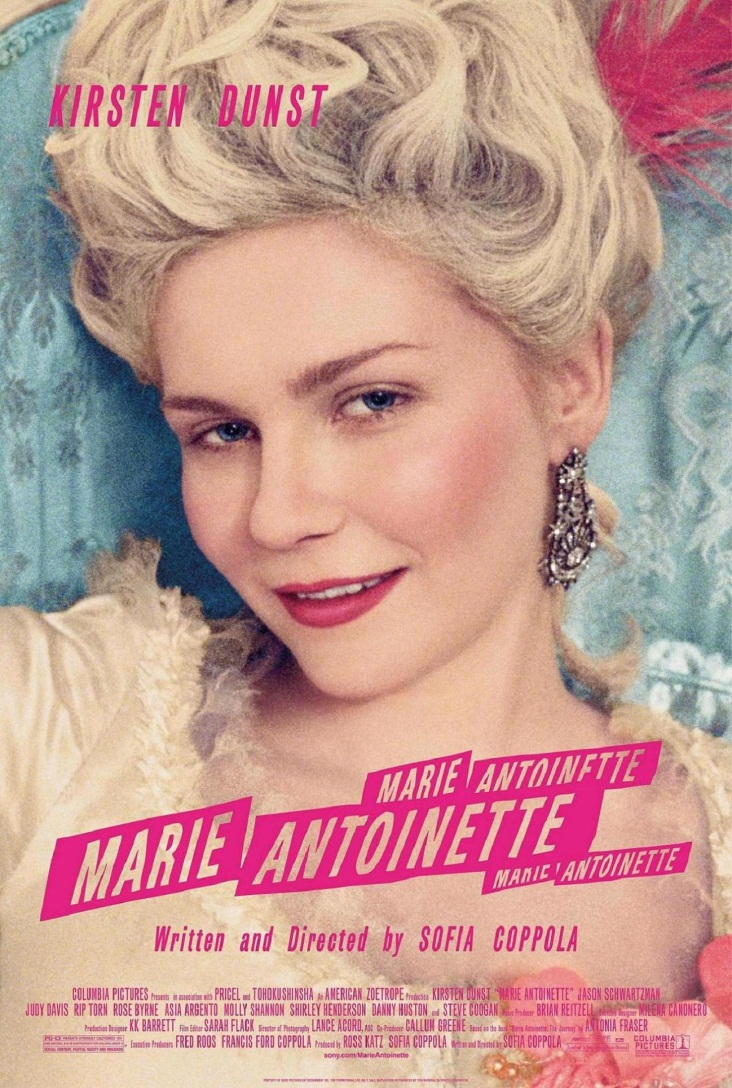 KIRSTEN DUNST
MARIE ANTOINETTE
MARIE ANTOINETTE
MARIE ANTOINETTE
Written and Directed by SOFIA COPPOLA
COLUMBIA PICTURES Presents in association with PRICEL and TOHOKUSHINSHA An AMERICAN ZOETROPE Production KIRSTEN DUNST "MARIE ANTOINETTE" JASON SCHWARTZMAN
JUDY DAVIS RIP TORN ROSE BYRNE ASIA ARGENTO MOLLY SHANNON SHIRLEY HENDERSON DANNY HUSTON and STEVE COOGAN Producer BRIAN REITZELL Designer MILENA CANONERO
Production Designer KK BARRETT Film Editor SARAH FLACK Director of Photography LANCE ACORD, ASC Co-Producer CALLUM GREENE Based on the book "Marie Antoinette: The Journey" by ANTONIA FRASER
PG-13 Executive Producers FRED ROOS FRANCIS FORD COPPOLA Produced by ROSS KATZ SOFIA COPPOLA Written and Directed by SOFIA COPPOLA COLUMBIA PICTURES
sony.com/MarieAntoinette